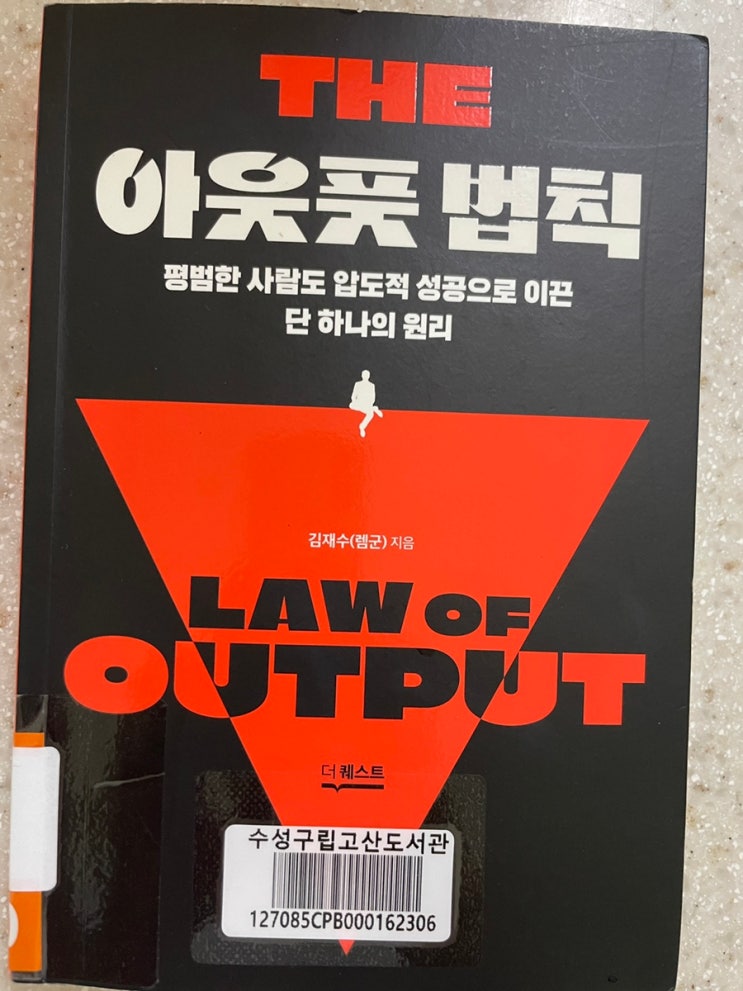 THE
아웃풋 법칙
평범한 사람도 압도적 성공으로 이끈
단 하나의 원리
김재수(렘군) 지음
LAW OF
OUTPUT
더 퀘스트
수성구립고산도서관
127085CPB000162306